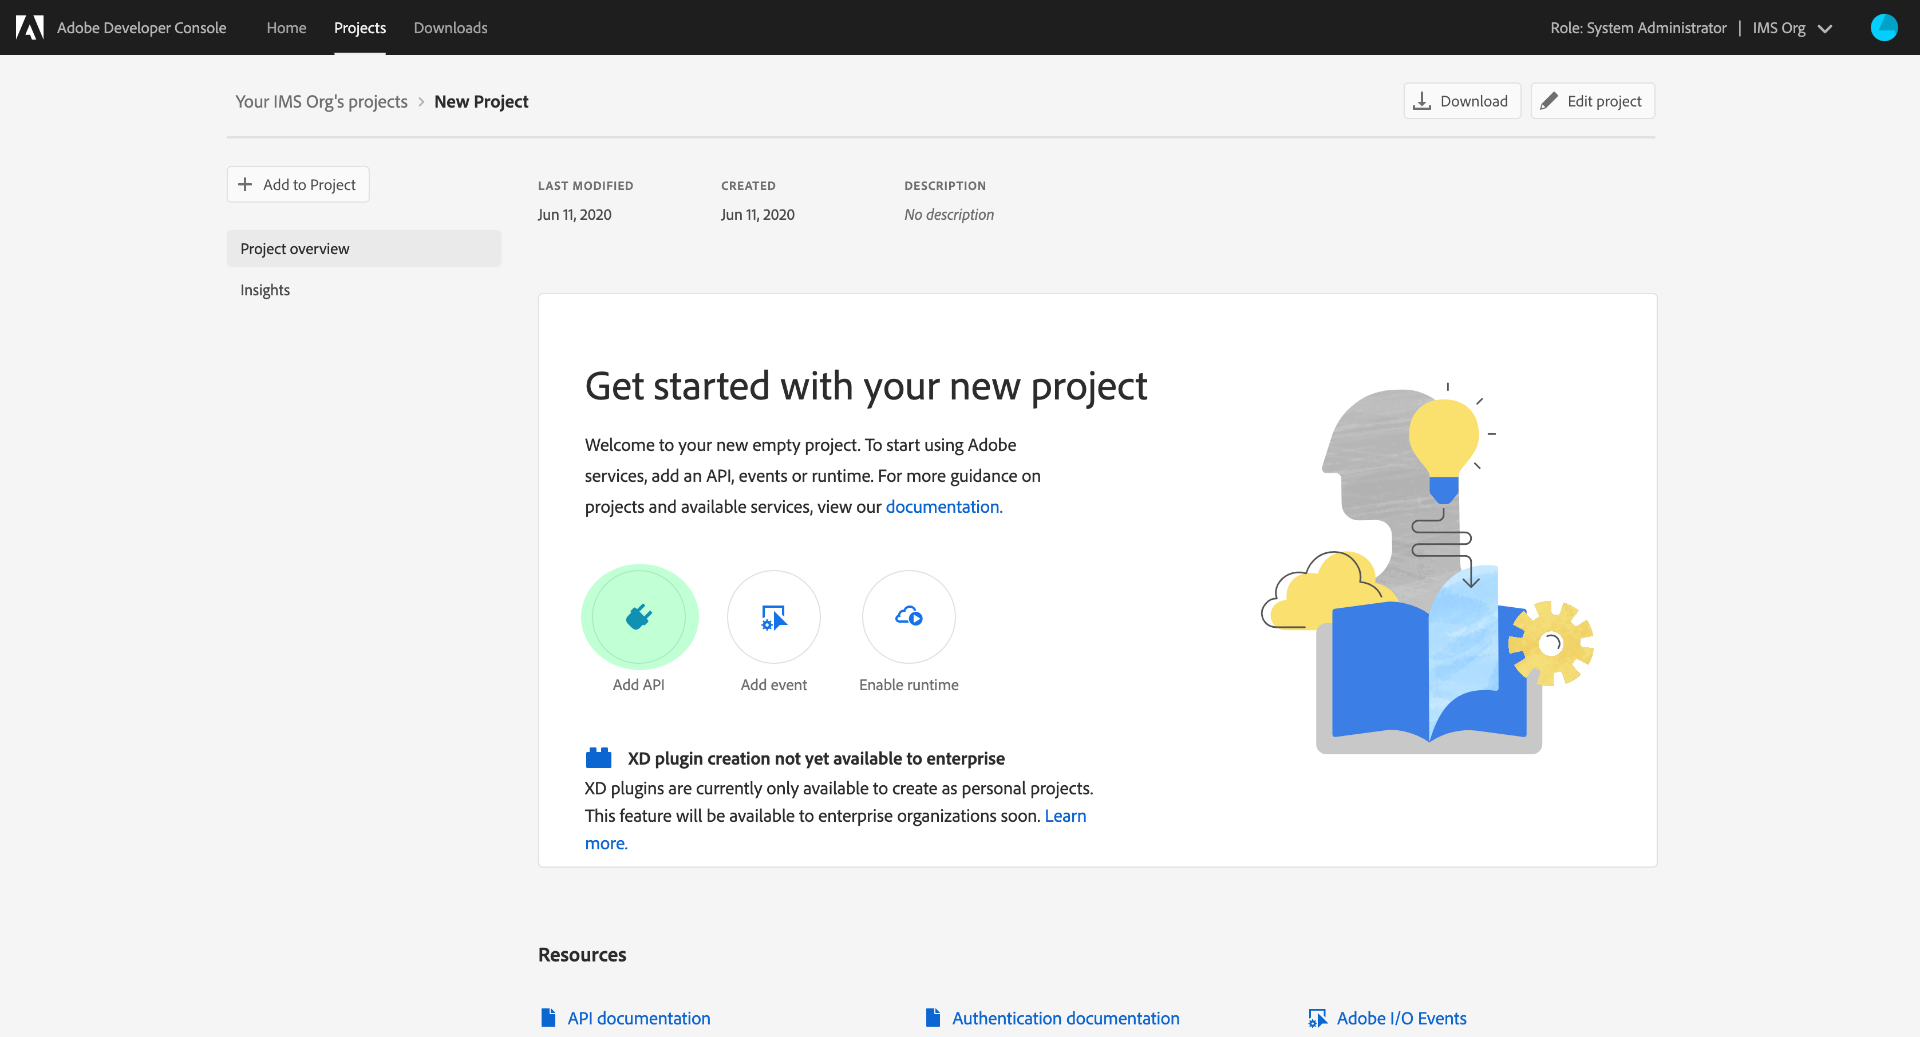 Adobe Developer Console
Home
Projects
Downloads
Role: System Administrator | IMS Org
Your IMS Org's projects > New Project
Download
Edit project
Add to Project
LAST MODIFIED
CREATED
DESCRIPTION
Jun 11, 2020
Jun 11, 2020
No description
Project overview
Insights
Get started with your new project
Welcome to your new empty project. To start using Adobe
services, add an API, events or runtime. For more guidance on
projects and available services, view our documentation.
Add API
Add event
Enable runtime
XD plugin creation not yet available to enterprise
XD plugins are currently only available to create as personal projects.
This feature will be available to enterprise organizations soon. Learn
more.
Resources
API documentation
Authentication documentation
Adobe I/O Events